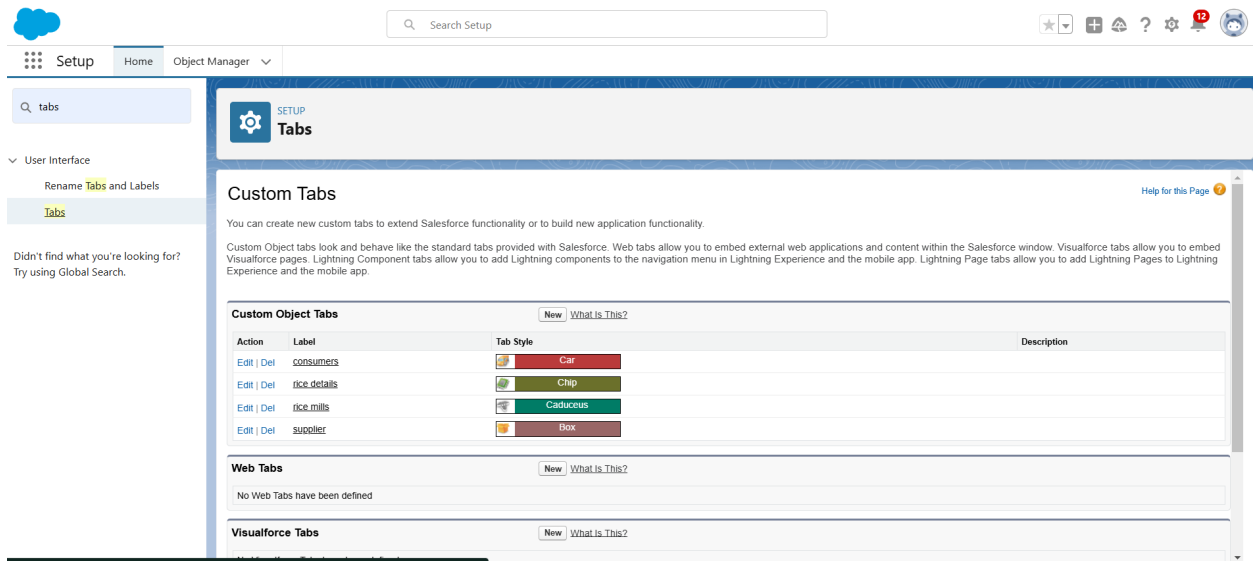 Search Setup
12
Setup
Home
Object Manager
tabs
SETUP
Tabs
User Interface
Rename Tabs and Labels
Tabs
Didn't find what you're looking for?
Try using Global Search.
Custom Tabs
Help for this Page
You can create new custom tabs to extend Salesforce functionality or to build new application functionality.
Custom Object tabs look and behave like the standard tabs provided with Salesforce. Web tabs allow you to embed external web applications and content within the Salesforce window. Visualforce tabs allow you to embed
Visualforce pages. Lightning Component tabs allow you to add Lightning components to the navigation menu in Lightning Experience and the mobile app. Lightning Page tabs allow you to add Lightning Pages to Lightning
Experience and the mobile app.
Custom Object Tabs New What Is This?
Action Label Tab Style Description
Edit | Del consumers Car
Edit | Del rice details Chip
Edit | Del rice mills Caduceus
Edit | Del supplier Box
Web Tabs New What Is This?
No Web Tabs have been defined
Visualforce Tabs New What Is This?